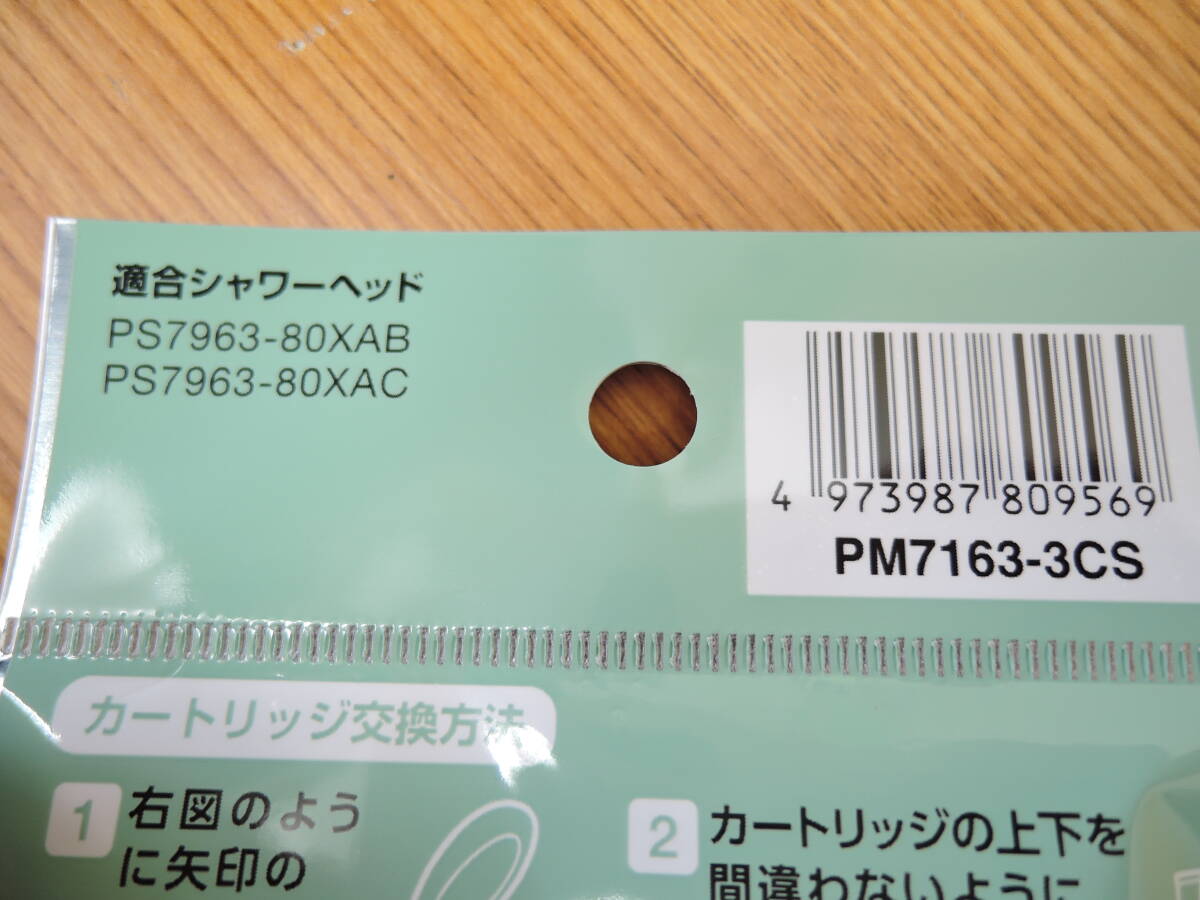 適合シャワーヘッド
PS7963-80XAB
PS7963-80XAC
4 973987 809569
PM7163-3CS
カートリッジ交換方法
1 右図のよう
に矢印の
2 カートリッジの上下を
間違わないように